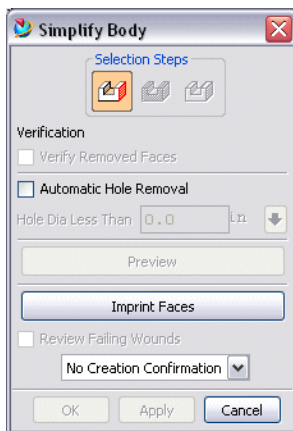 Simplify Body
Selection Steps
Verification
Verify Removed Faces
Automatic Hole Removal
Hole Dia Less Than 0.0 in
Preview
Imprint Faces
Review Failing Wounds
No Creation Confirmation
OK Apply Cancel